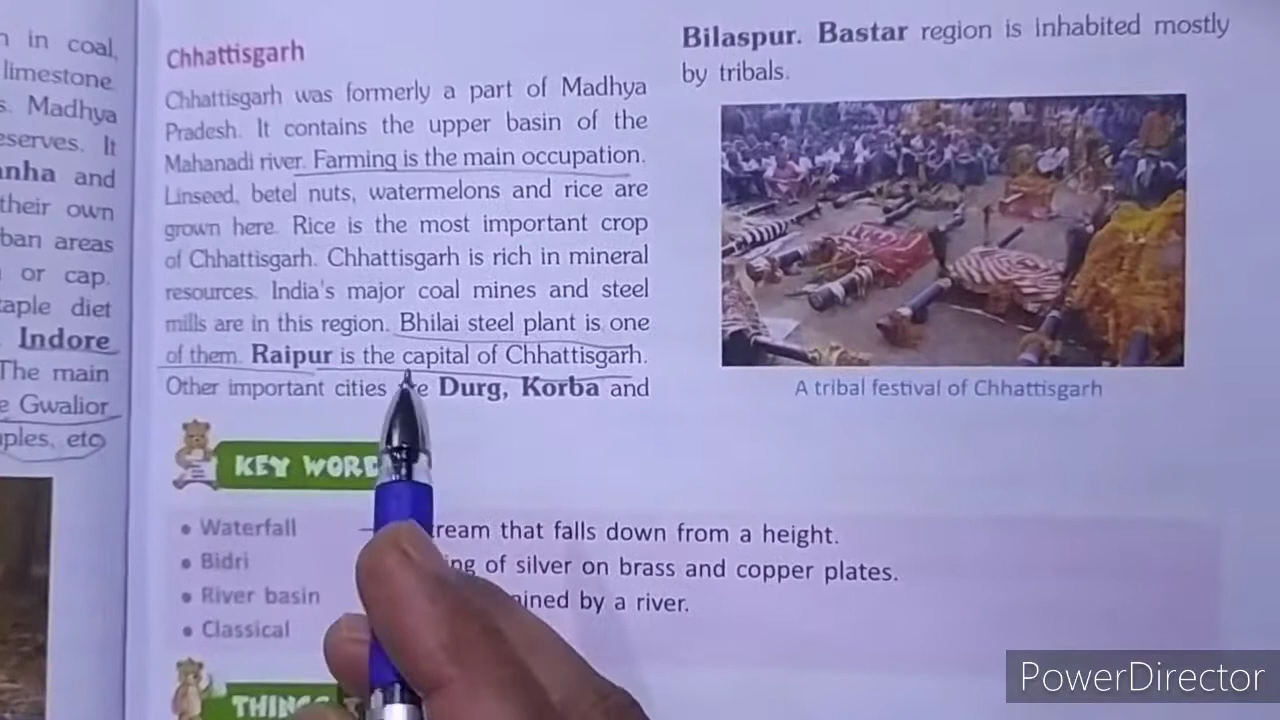 n in coal,
limestone
s. Madhya
eserves. It
anha and
their own
ban areas
or cap.
taple diet
Indore
The main
e Gwalior
ples, etc
Chhattisgarh
Chhattisgarh was formerly a part of Madhya
Pradesh. It contains the upper basin of the
Mahanadi river. Farming is the main occupation.
Linseed, betel nuts, watermelons and rice are
grown here. Rice is the most important crop
of Chhattisgarh. Chhattisgarh is rich in mineral
resources. India's major coal mines and steel
mills are in this region. Bhilai steel plant is one
of them. Raipur is the capital of Chhattisgarh.
Other important cities Durg, Korba and
Bilaspur. Bastar region is inhabited mostly
by tribals.
A tribal festival of Chhattisgarh
KEY WORD
• Waterfall – tream that falls down from a height.
• Bidri ng of silver on brass and copper plates.
• River basin ained by a river.
• Classical
THINGS
PowerDirector